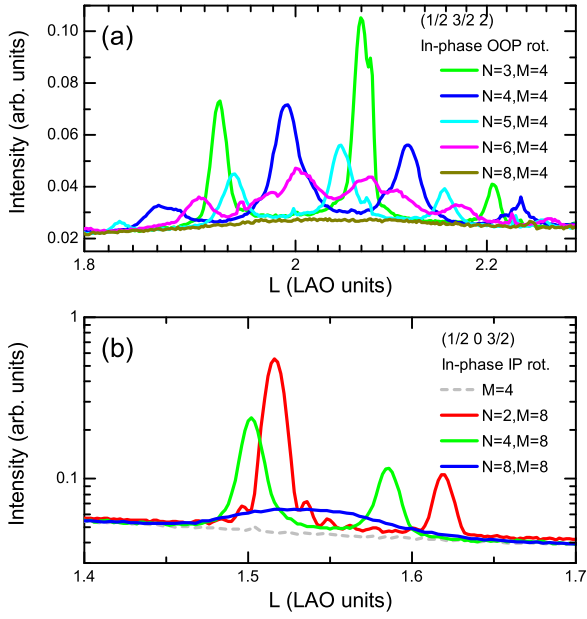 (a)
(1/2 3/2 2)
In-phase OOP rot.
N=3,M=4
N=4,M=4
N=5,M=4
N=6,M=4
N=8,M=4
Intensity (arb. units)
0.10
0.08
0.06
0.04
0.02
1.8
2
2.2
L (LAO units)
(b)
(1/2 0 3/2)
In-phase IP rot.
M=4
N=2,M=8
N=4,M=8
N=8,M=8
Intensity (arb. units)
1
0.1
1.4
1.5
1.6
1.7
L (LAO units)